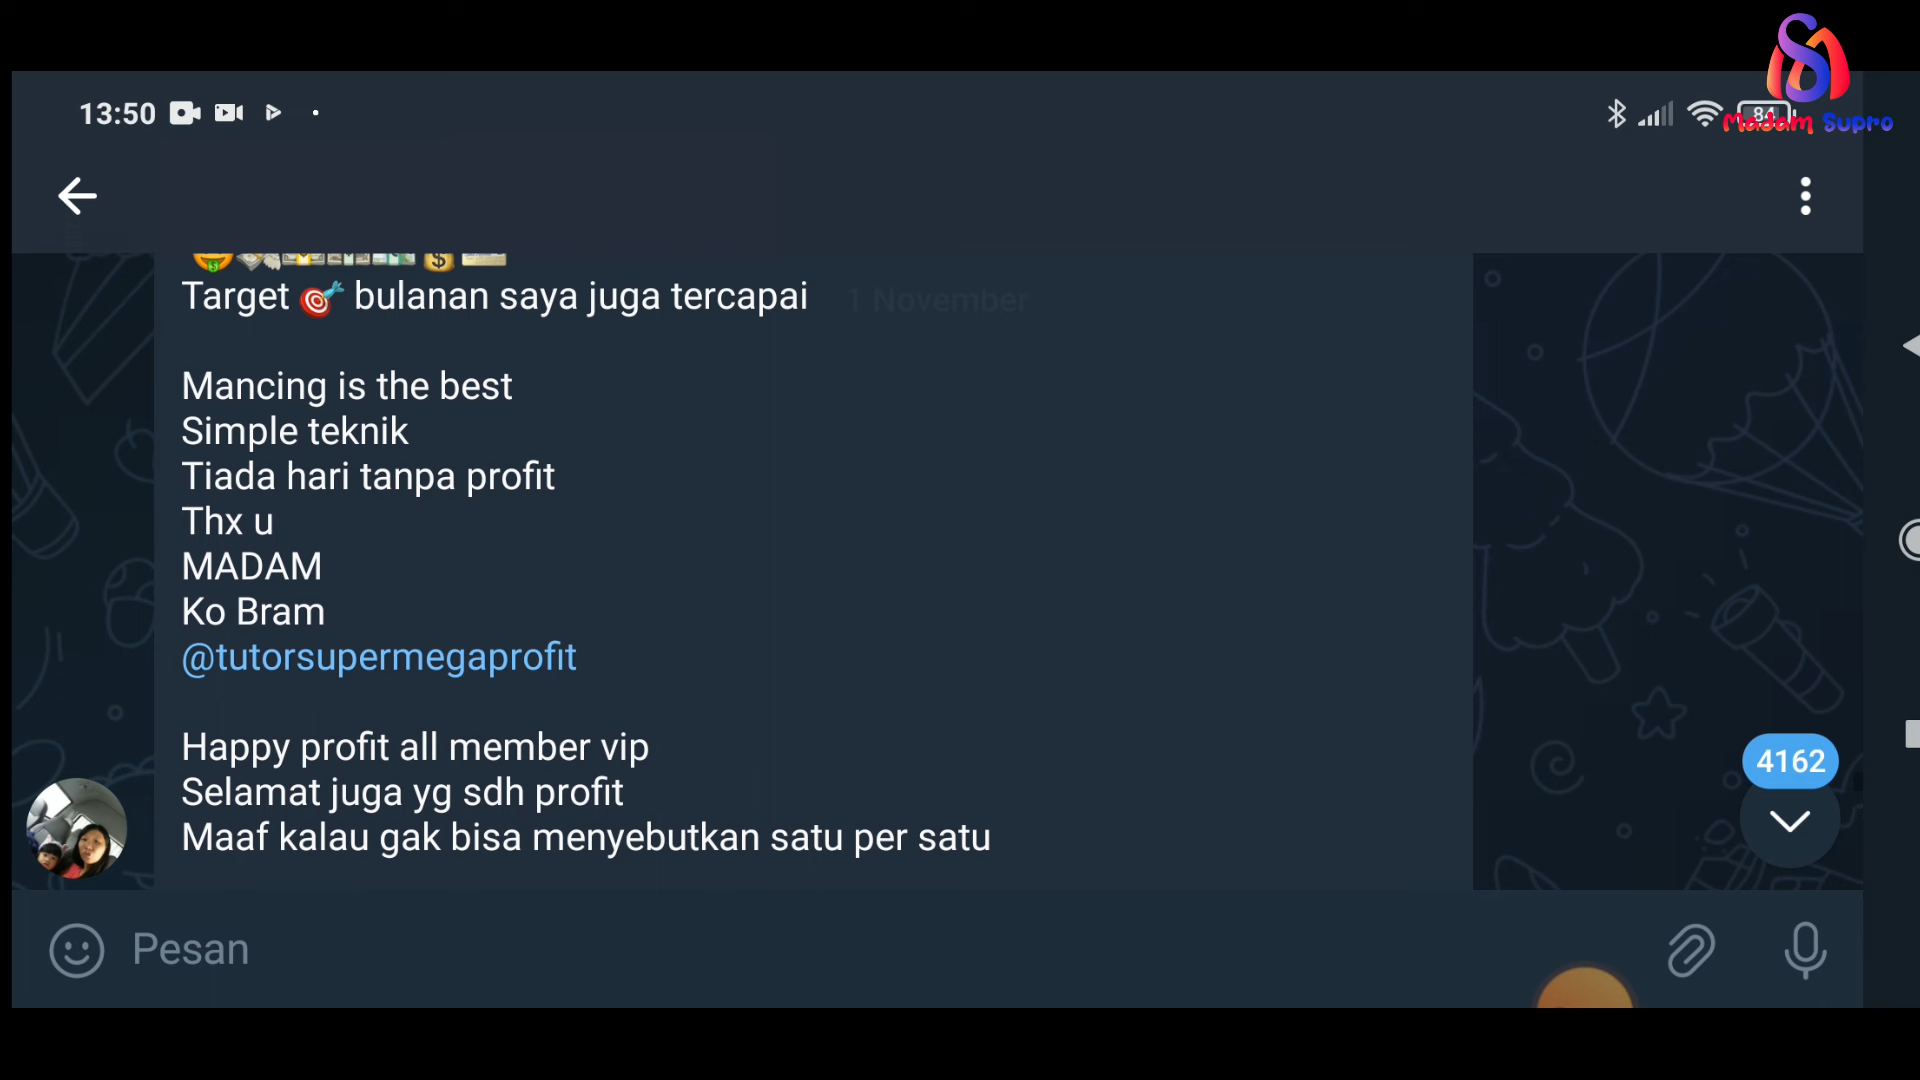 Madam Supro
13:50
84
Target 🎯 bulanan saya juga tercapai
1 November
Mancing is the best
Simple teknik
Tiada hari tanpa profit
Thx u
MADAM
Ko Bram
@tutorsupermegaprofit
Happy profit all member vip
Selamat juga yg sdh profit
Maaf kalau gak bisa menyebutkan satu per satu
4162
Pesan